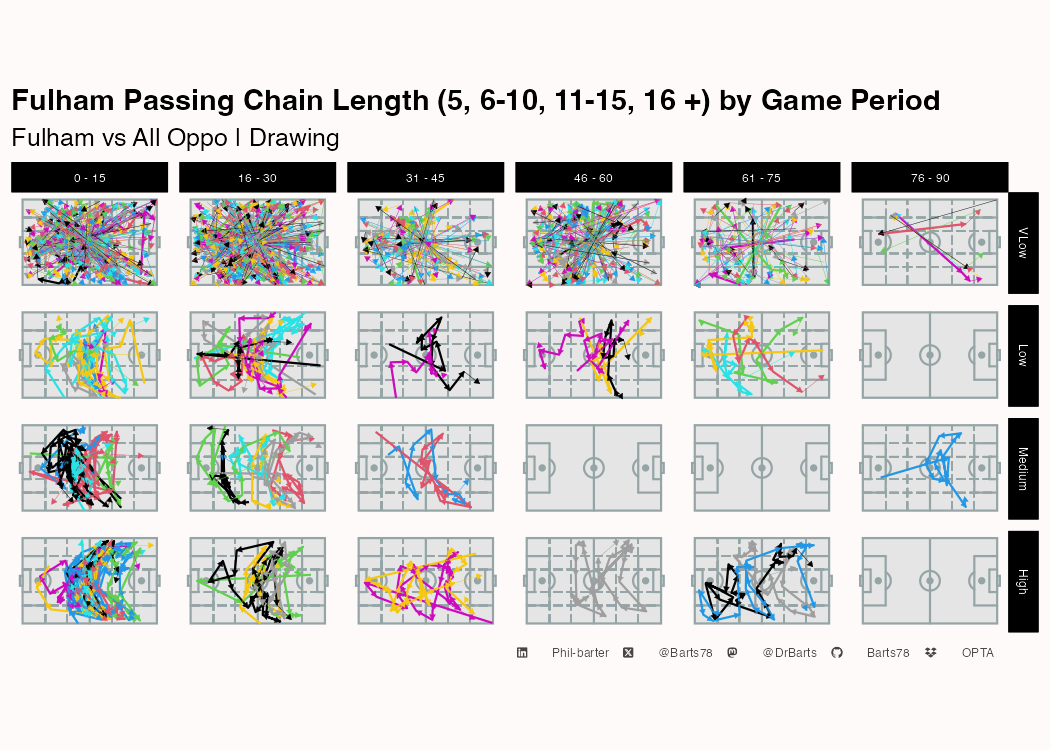 Fulham Passing Chain Length (5, 6-10, 11-15, 16 +) by Game Period
Fulham vs All Oppo | Drawing
0 - 15 16 - 30 31 - 45 46 - 60 61 - 75 76 - 90
VLow
Low
Medium
High
Phil-barter @Barts78 @DrBarts Barts78 OPTA